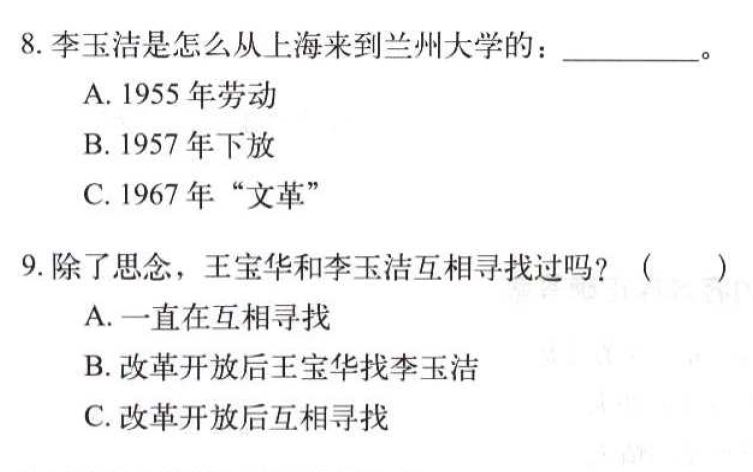 8. 李玉洁是怎么从上海来到兰州大学的：__________。
A. 1955 年劳动
B. 1957 年下放
C. 1967 年“文革”
9. 除了思念，王宝华和李玉洁互相寻找过吗？（  ）
A. 一直在互相寻找
B. 改革开放后王宝华找李玉洁
C. 改革开放后互相寻找